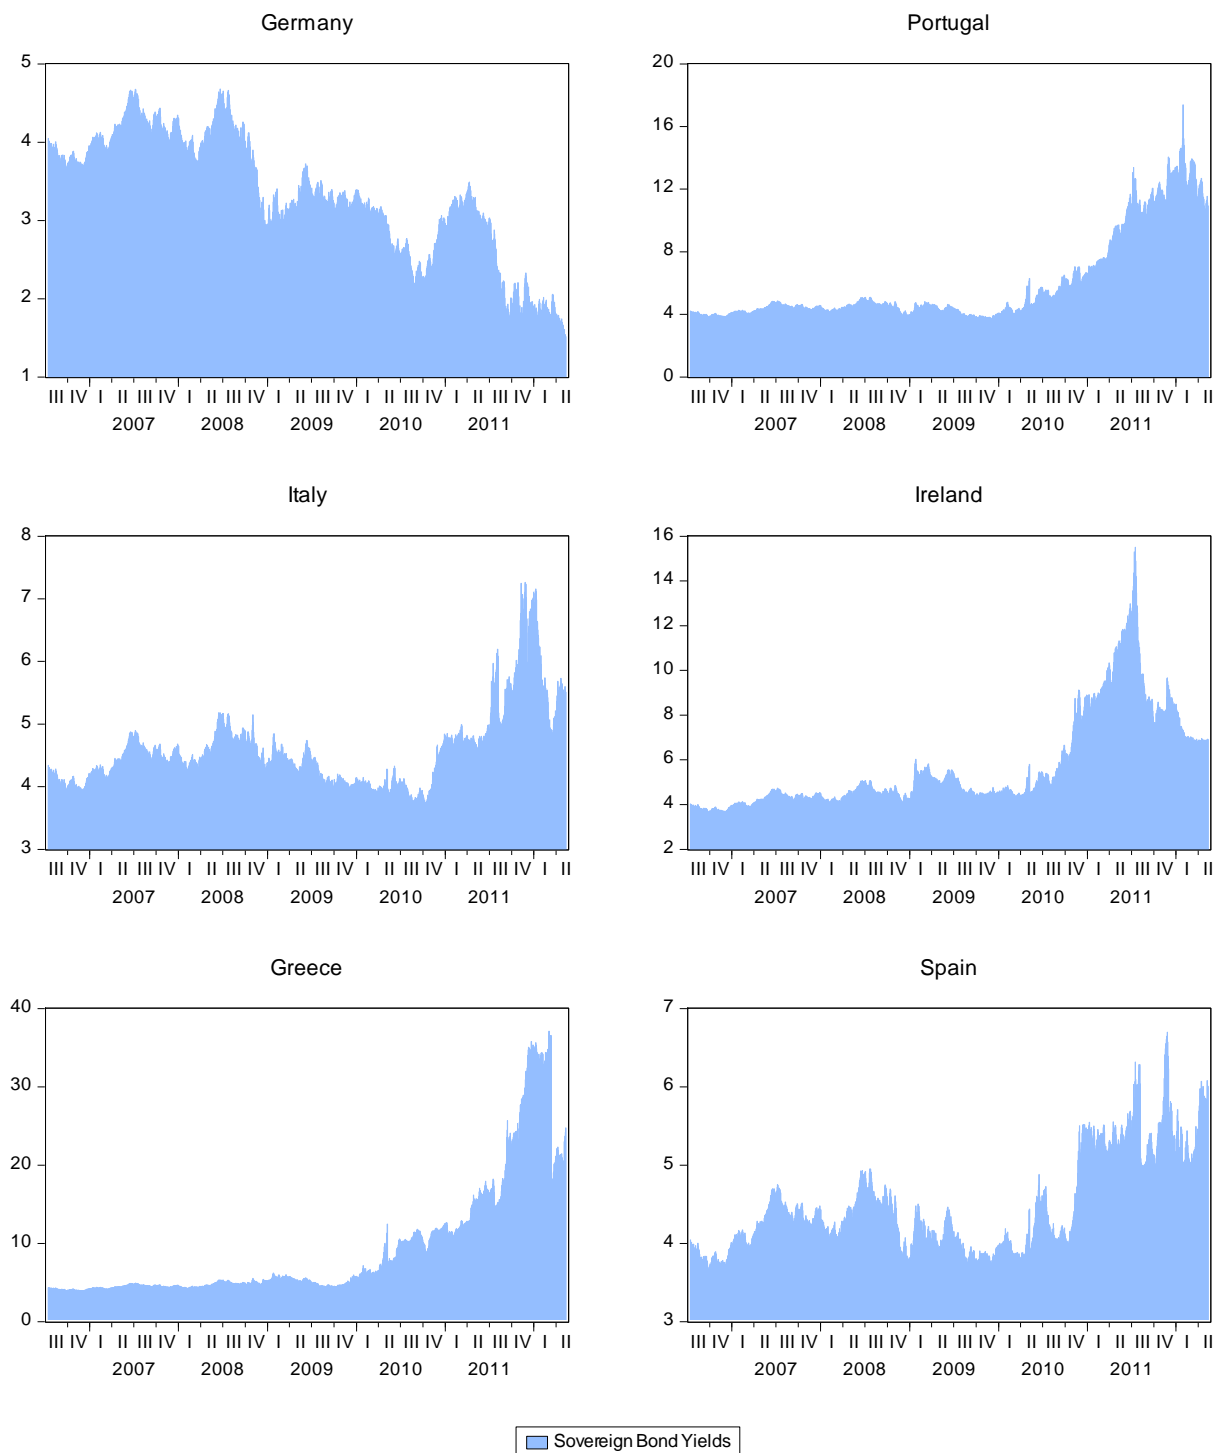 Germany
5
4
3
2
1
III IV I II III IV I II III IV I II III IV I II III IV I II III IV I II
2007 2008 2009 2010 2011
Portugal
20
16
12
8
4
0
III IV I II III IV I II III IV I II III IV I II III IV I II III IV I II
2007 2008 2009 2010 2011
Italy
8
7
6
5
4
3
III IV I II III IV I II III IV I II III IV I II III IV I II III IV I II
2007 2008 2009 2010 2011
Ireland
16
14
12
10
8
6
4
2
III IV I II III IV I II III IV I II III IV I II III IV I II III IV I II
2007 2008 2009 2010 2011
Greece
40
30
20
10
0
III IV I II III IV I II III IV I II III IV I II III IV I II III IV I II
2007 2008 2009 2010 2011
Spain
7
6
5
4
3
III IV I II III IV I II III IV I II III IV I II III IV I II III IV I II
2007 2008 2009 2010 2011
Sovereign Bond Yields